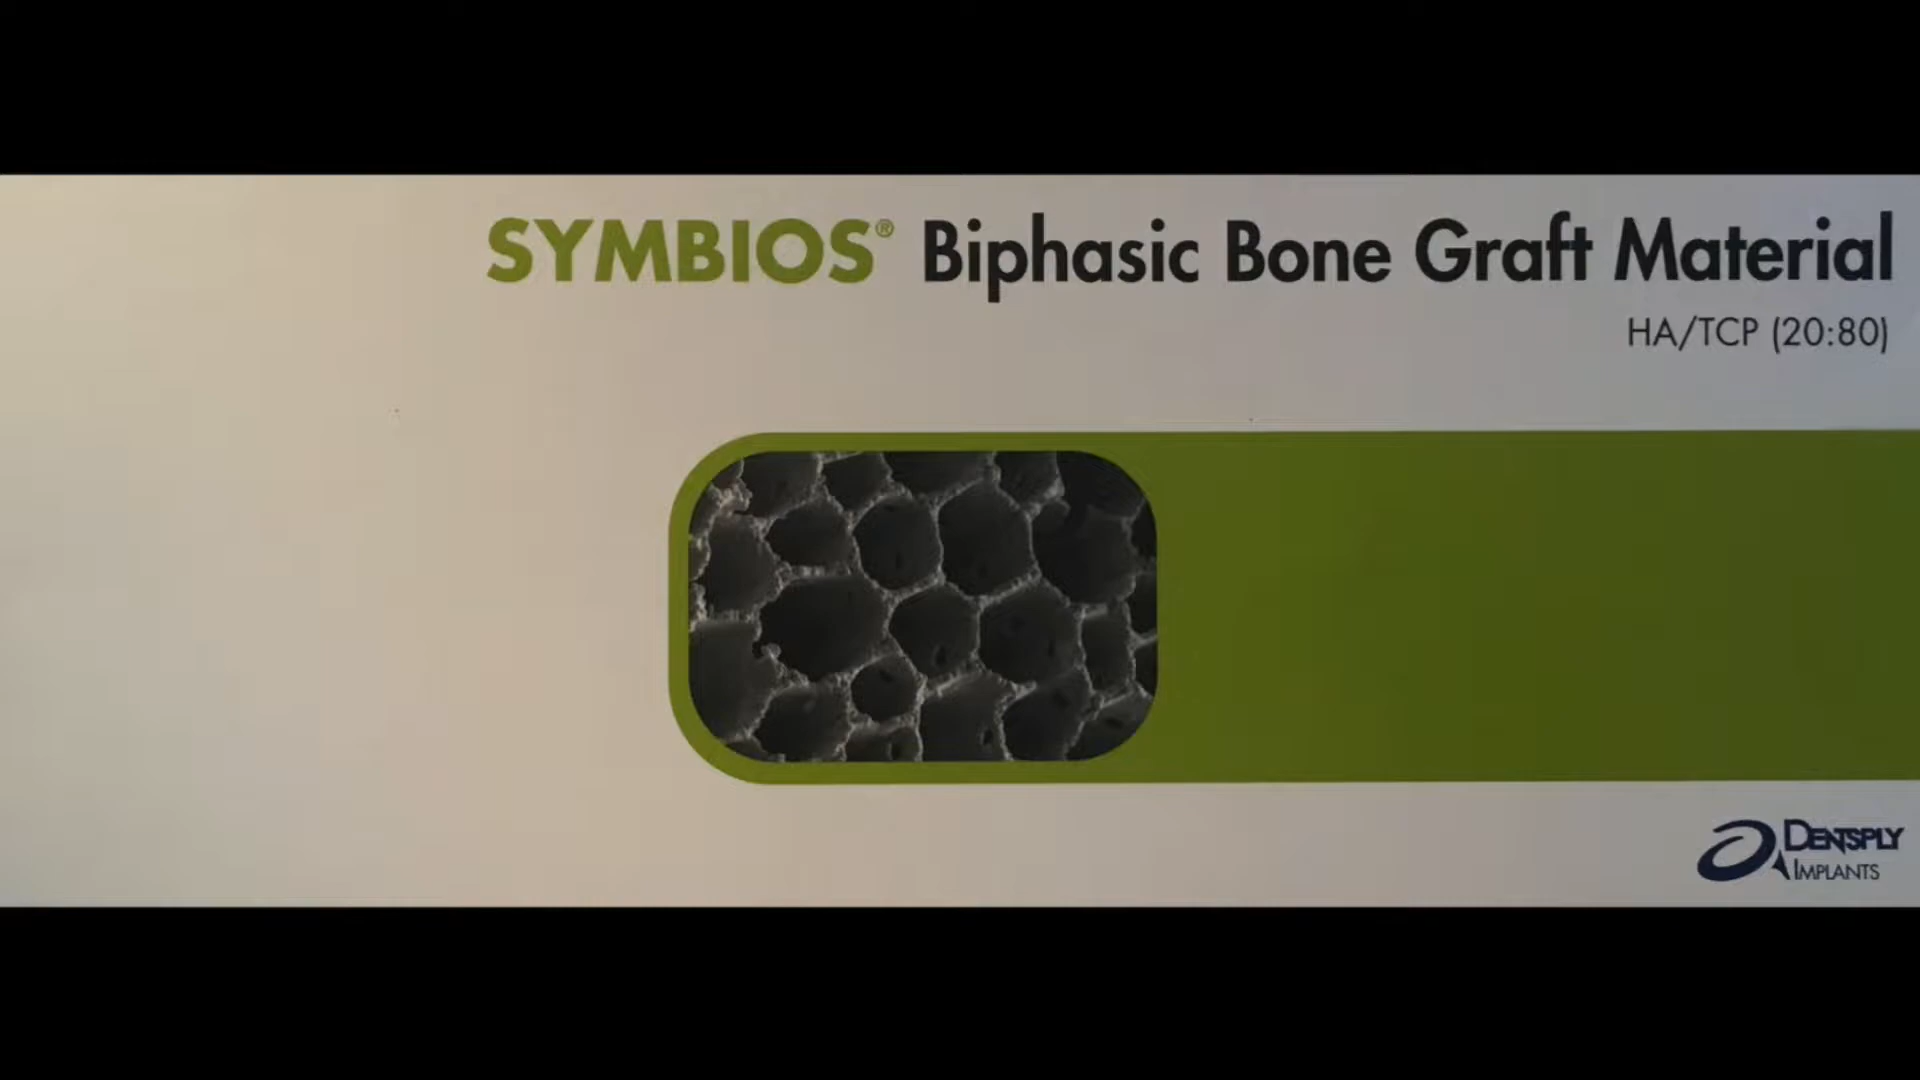 SYMBIOS® Biphasic Bone Graft Material
HA/TCP (20:80)
DENTSPLY
IMPLANTS